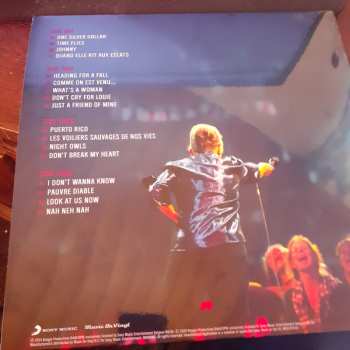 ONE SILVER DOLLAR
TIME FLIES
JOHNNY
QUAND ELLE RIT AUX ECLATS
HEADING FOR A FALL
COMME ON EST VENU...
WHAT'S A WOMAN
DON'T CRY FOR LOUIE
JUST A FRIEND OF MINE
PUERTO RICO
LES VOILIERS SAUVAGES DE NOS VIES
NIGHT OWLS
DON'T BREAK MY HEART
I DON'T WANNA KNOW
PAUVRE DIABLE
LOOK AT US NOW
NAH NEH NAH
SONY MUSIC
Music On Vinyl